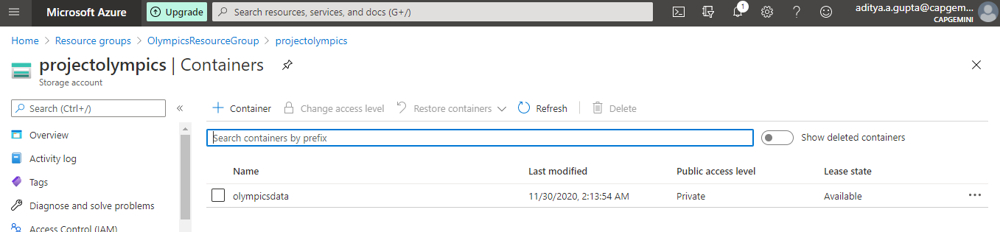 Microsoft Azure Upgrade Search resources, services, and docs (G+/) 1 aditya.a.gupta@capgem...
CAPGEMINI
Home > Resource groups > OlympicsResourceGroup > projectolympics
projectolympics | Containers
Storage account
Search (Ctrl+/) « + Container Change access level Restore containers Refresh Delete
Overview
Search containers by prefix Show deleted containers
Activity log
Tags
Name Last modified Public access level Lease state
Diagnose and solve problems
olympicsdata 11/30/2020, 2:13:54 AM Private Available ...
Access Control (IAM)